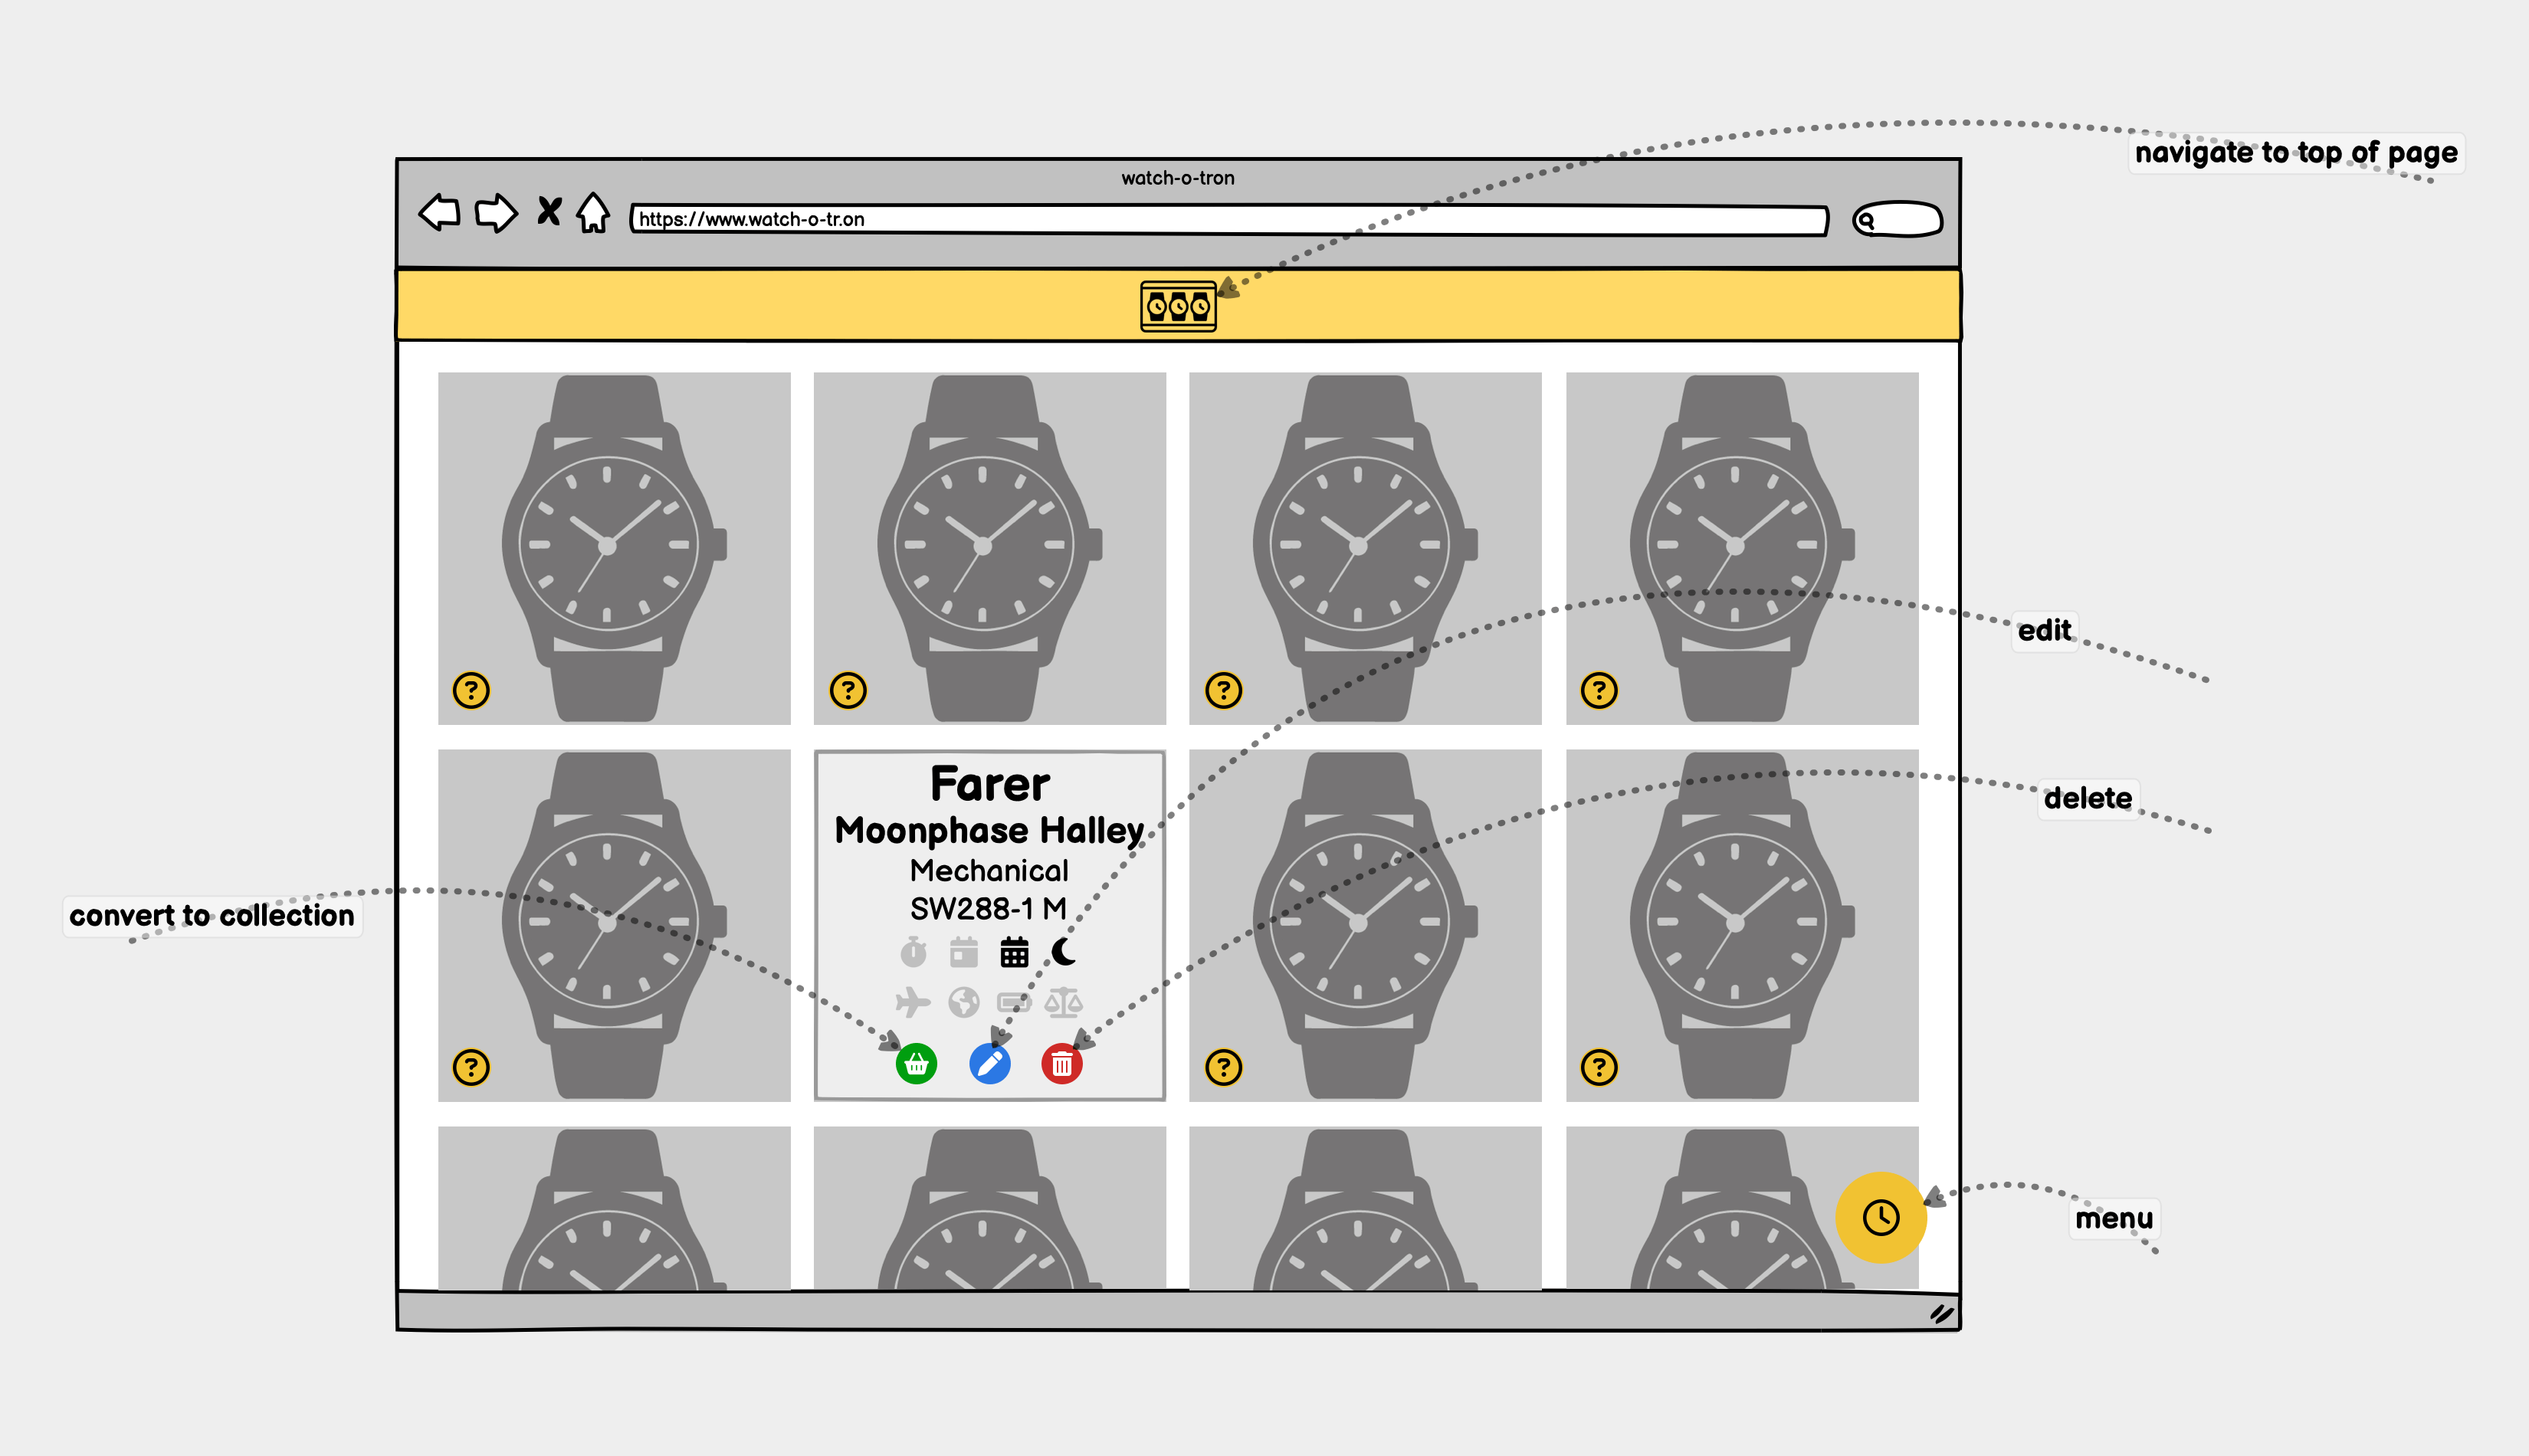 navigate to top of page
watch-o-tron
https://www.watch-o-tr.on
?
?
?
?
edit
Farer
Moonphase Halley
Mechanical
SW288-1 M
delete
convert to collection
?
?
?
menu